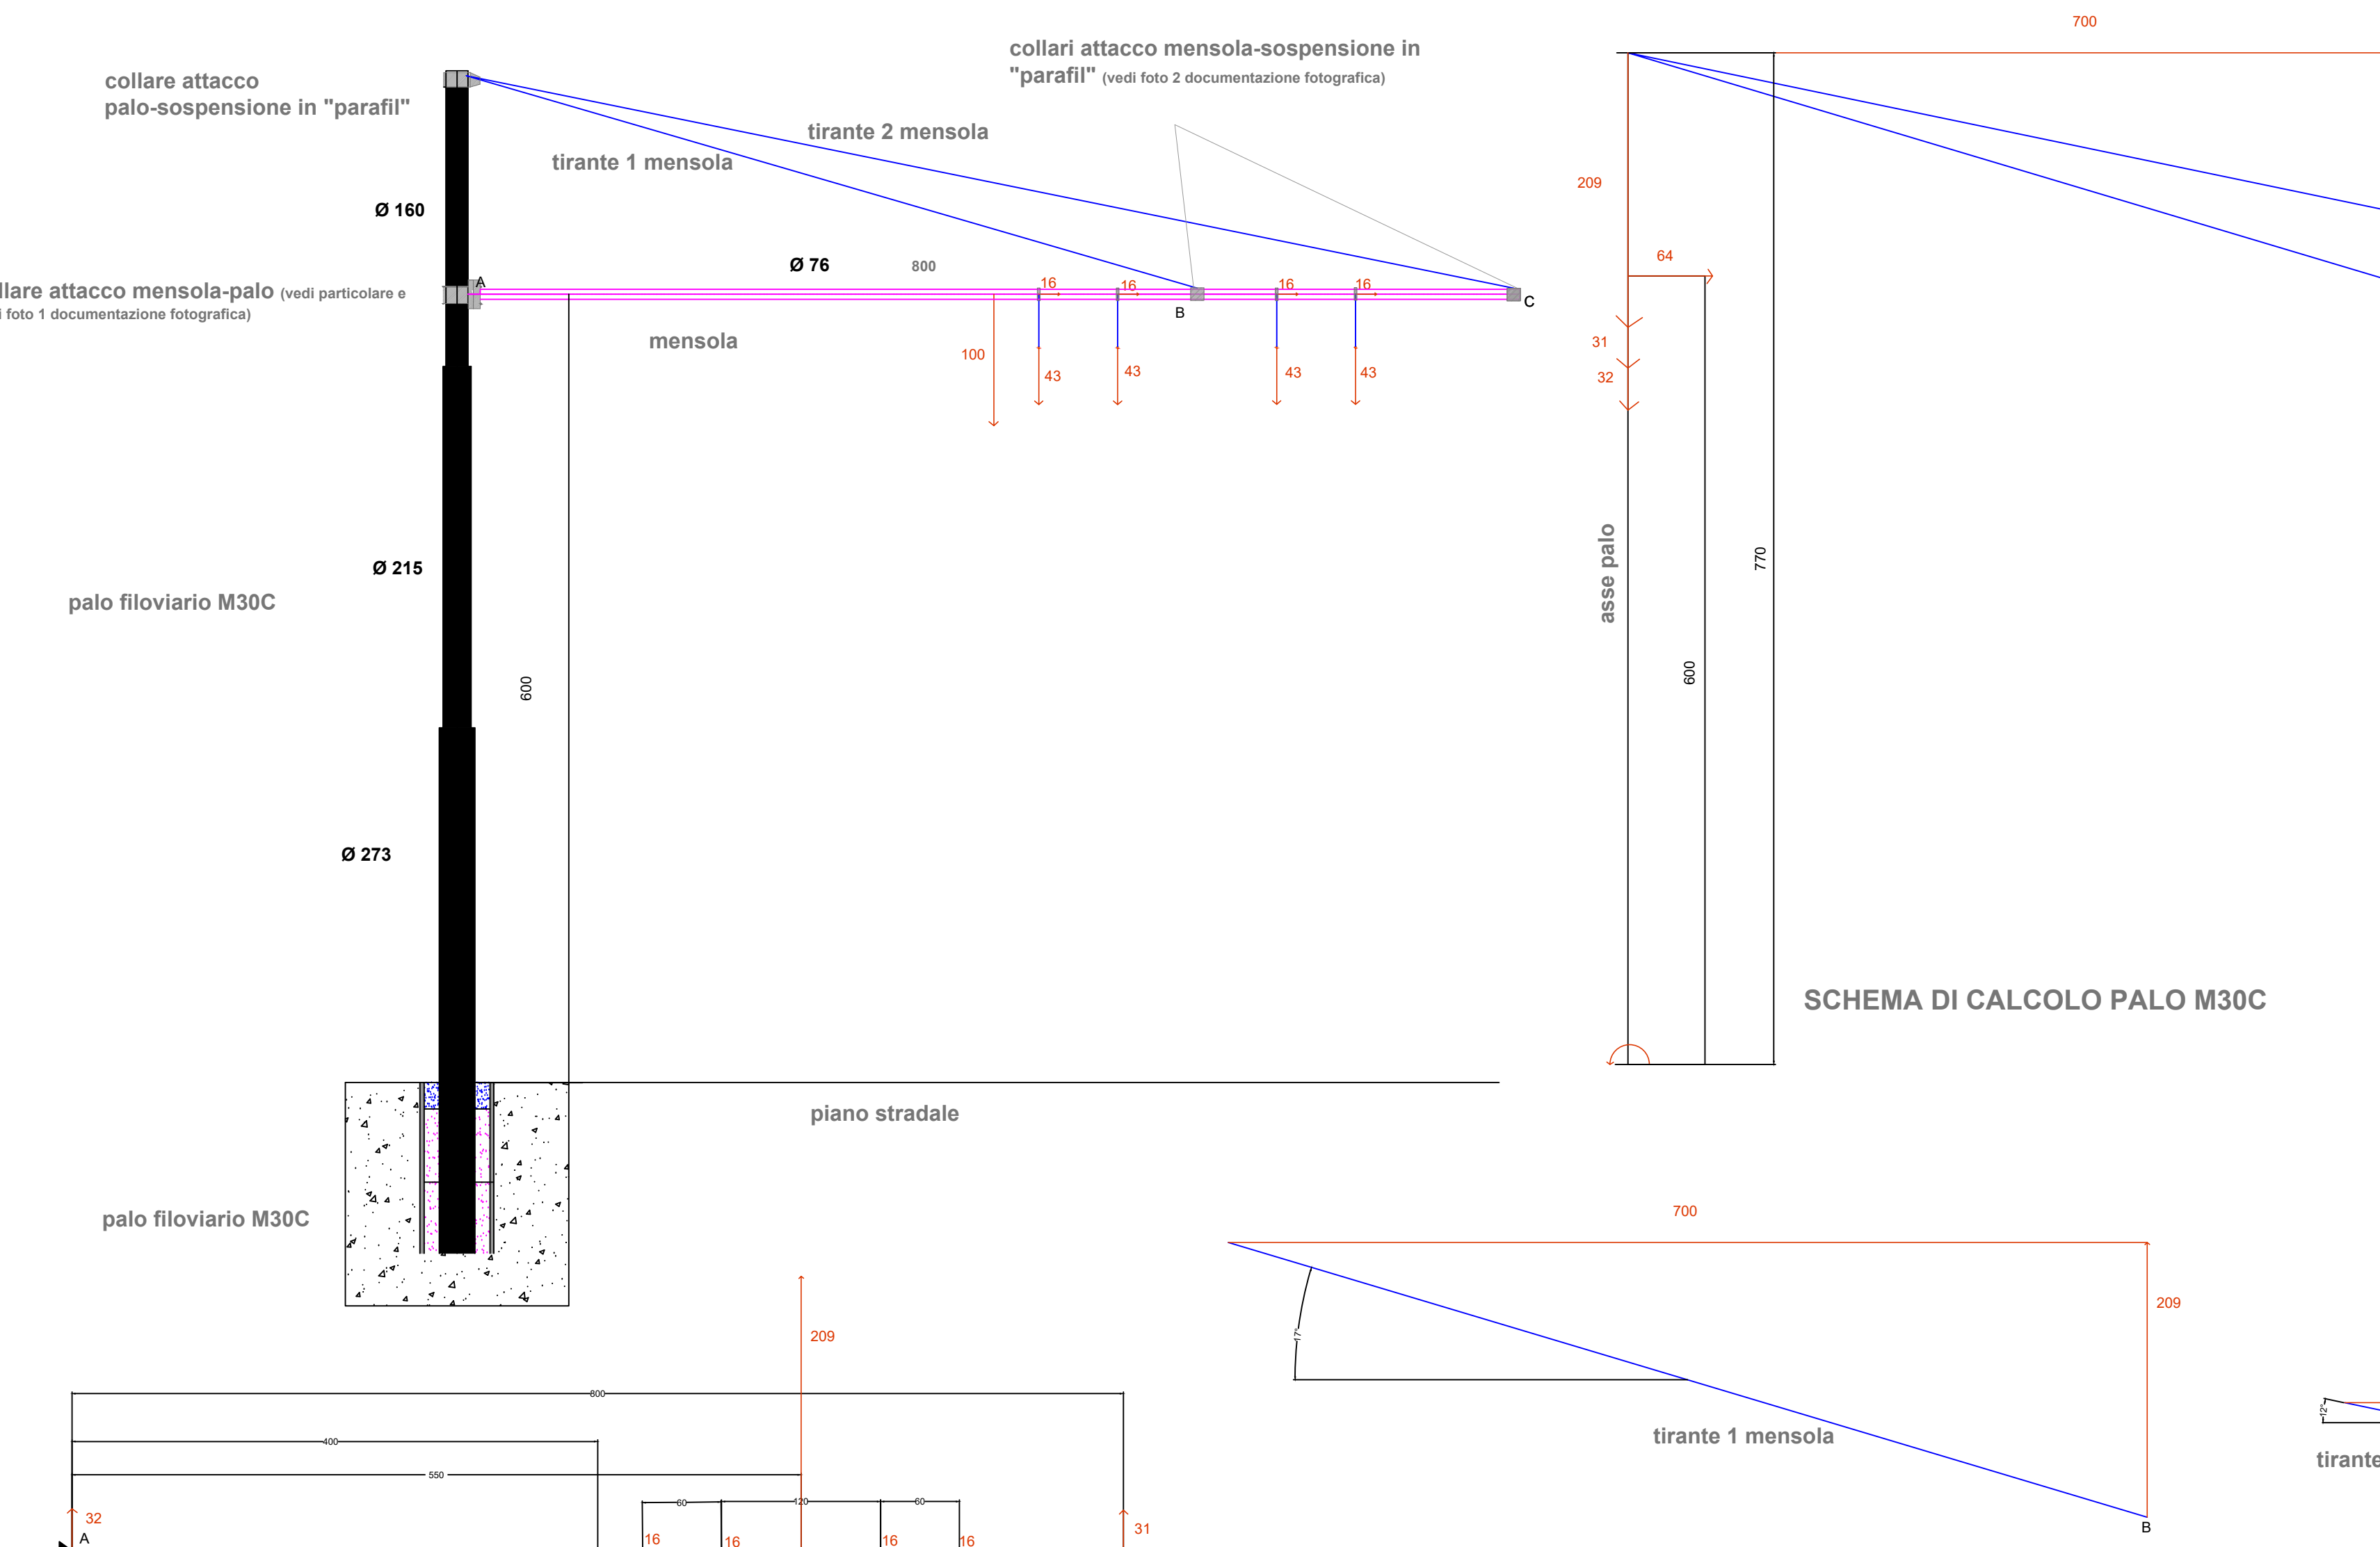 700
collari attacco mensola-sospensione in
"parafil" (vedi foto 2 documentazione fotografica)
collare attacco
palo-sospensione in "parafil"
tirante 2 mensola
tirante 1 mensola
209
Ø 160
64
Ø 76
800
A
llare attacco mensola-palo (vedi particolare e
foto 1 documentazione fotografica)
16
16
16
16
B
C
mensola
100
43
43
43
43
31
32
Ø 215
asse palo
770
palo filoviario M30C
600
600
Ø 273
SCHEMA DI CALCOLO PALO M30C
piano stradale
palo filoviario M30C
700
209
17°
209
800
12°
tirante 1 mensola
400
tirante
550
60
120
60
32
A
16
16
16
16
31
B